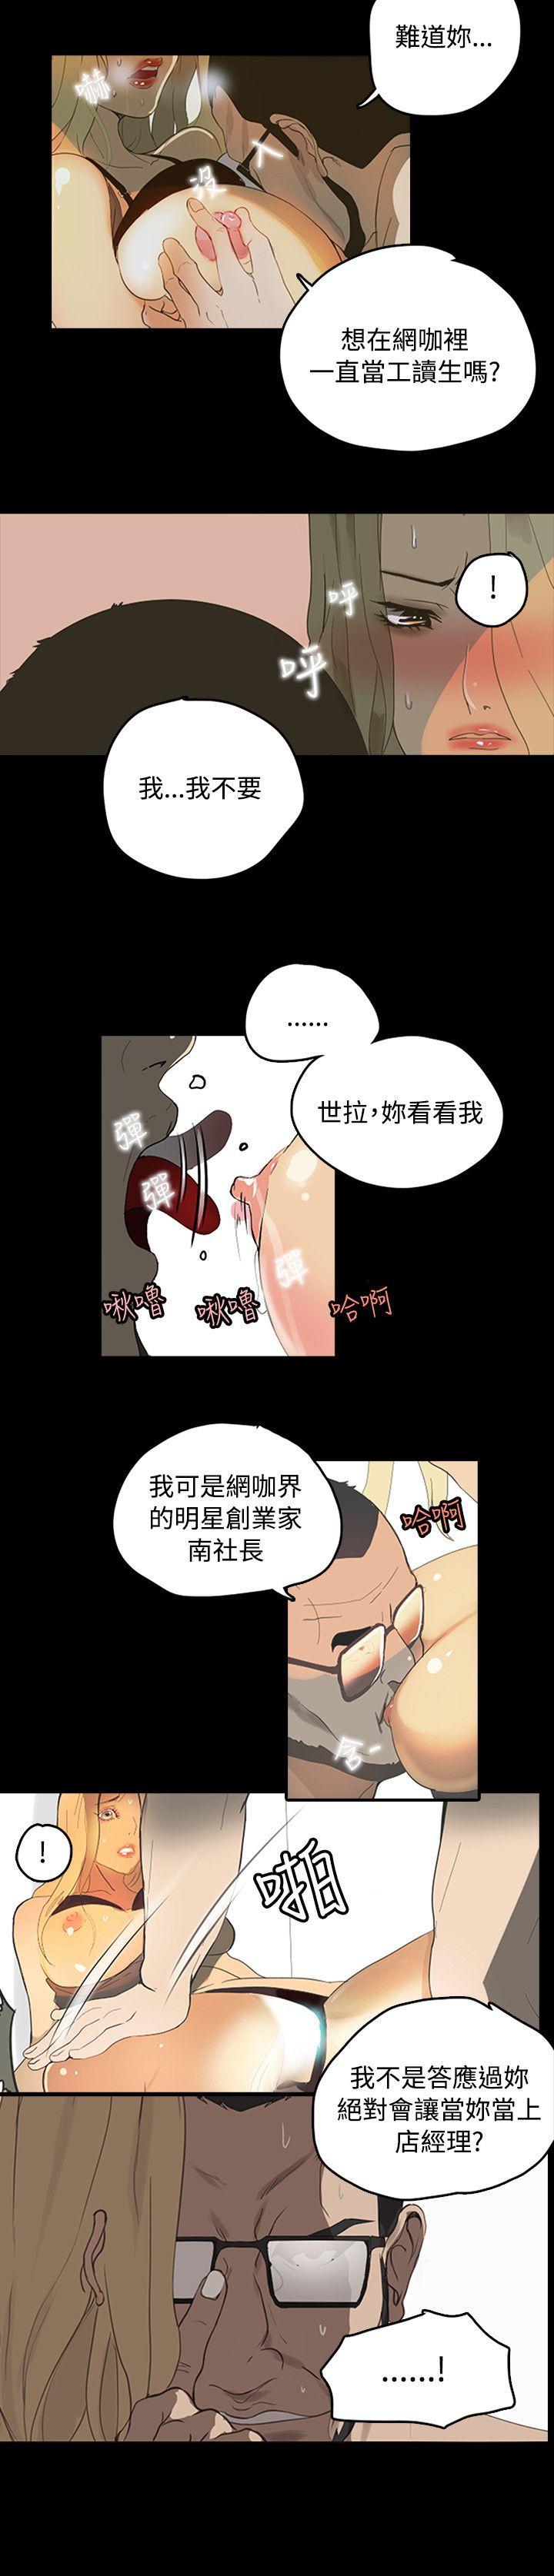 難道妳...
嚇
沒
入
想在網咖裡
一直當工讀生嗎?
!
呼
呼
我...我不要
......
世拉,妳看看我
彈
彈
彈
啾嚕
啾嚕
哈啊
我可是網咖界
的明星創業家
南社長
哈啊
含~
!
啪
我不是答應過妳
絕對會讓當妳當上
店經理?
......!